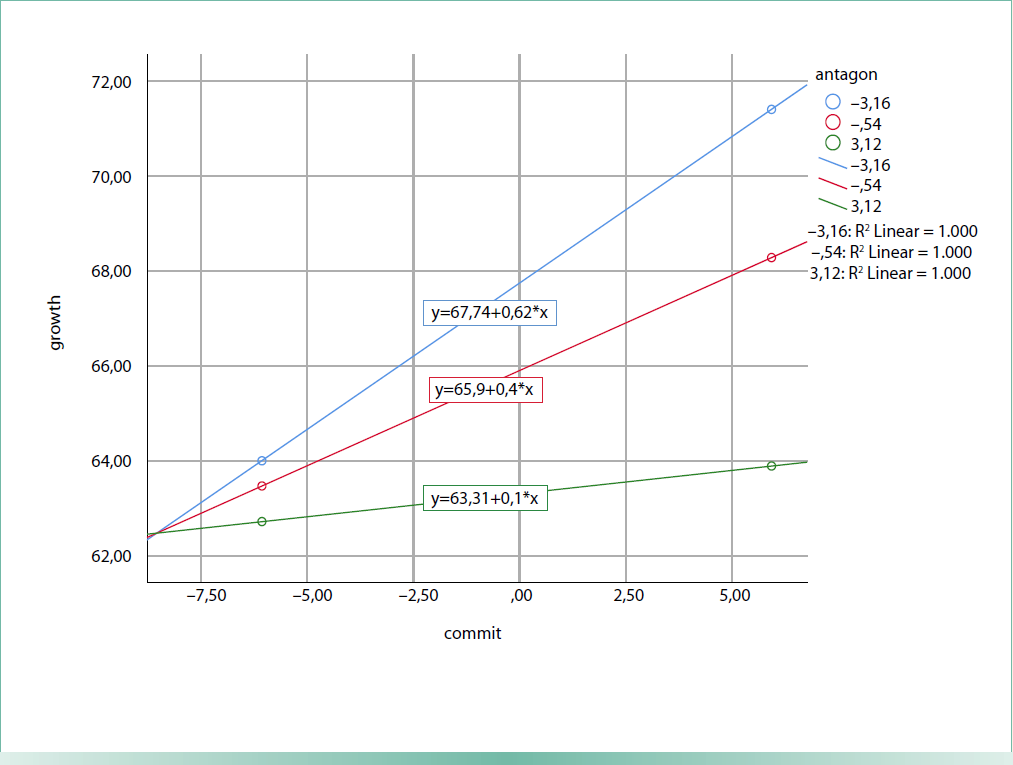 72,00
70,00
68,00
66,00
64,00
62,00
growth
y=67,74+0,62*x
y=65,9+0,4*x
y=63,31+0,1*x
–7,50
–5,00
–2,50
,00
2,50
5,00
commit
antagon
–3,16
–,54
3,12
–3,16
–,54
3,12
–3,16: R² Linear = 1.000
–,54: R² Linear = 1.000
3,12: R² Linear = 1.000